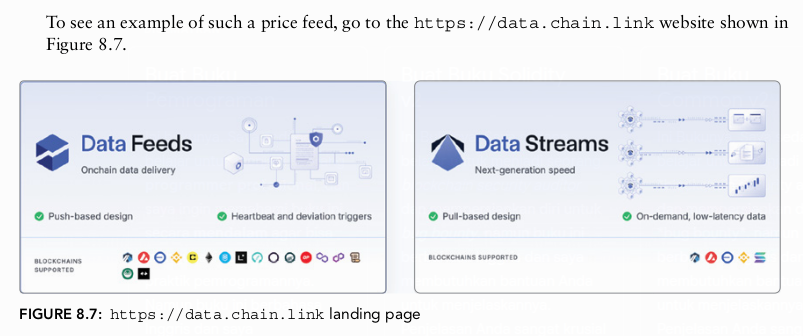 To see an example of such a price feed, go to the https://data.chain.link website shown in
Figure 8.7.
Data Feeds
Onchain data delivery
Push-based design
Heartbeat and deviation triggers
BLOCKCHAINS
SUPPORTED
Data Streams
Next-generation speed
Pull-based design
On-demand, low-latency data
BLOCKCHAINS SUPPORTED
FIGURE 8.7: https://data.chain.link landing page